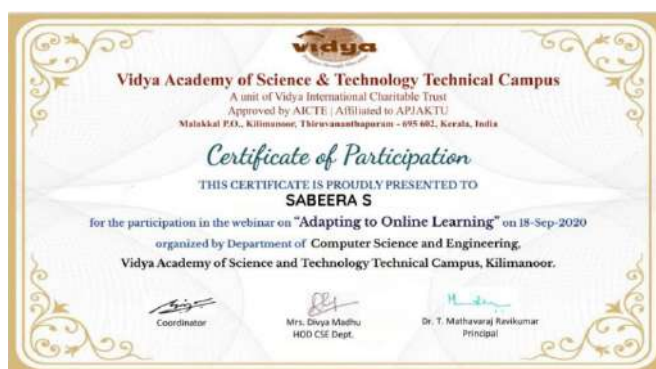 vidya
Vidya Academy of Science & Technology Technical Campus
A unit of Vidya International Charitable Trust
Approved by AICTE | Affiliated to APJAKTU
Malakkal P.O., Kilimanoor, Thiruvananthapuram - 695 602, Kerala, India
Certificate of Participation
THIS CERTIFICATE IS PROUDLY PRESENTED TO
SABEERA S
for the participation in the webinar on "Adapting to Online Learning" on 18-Sep-2020
organized by Department of Computer Science and Engineering,
Vidya Academy of Science and Technology Technical Campus, Kilimanoor.
Coordinator
Mrs. Divya Madhu
HOD CSE Dept.
Dr. T. Mathavaraj Ravikumar
Principal